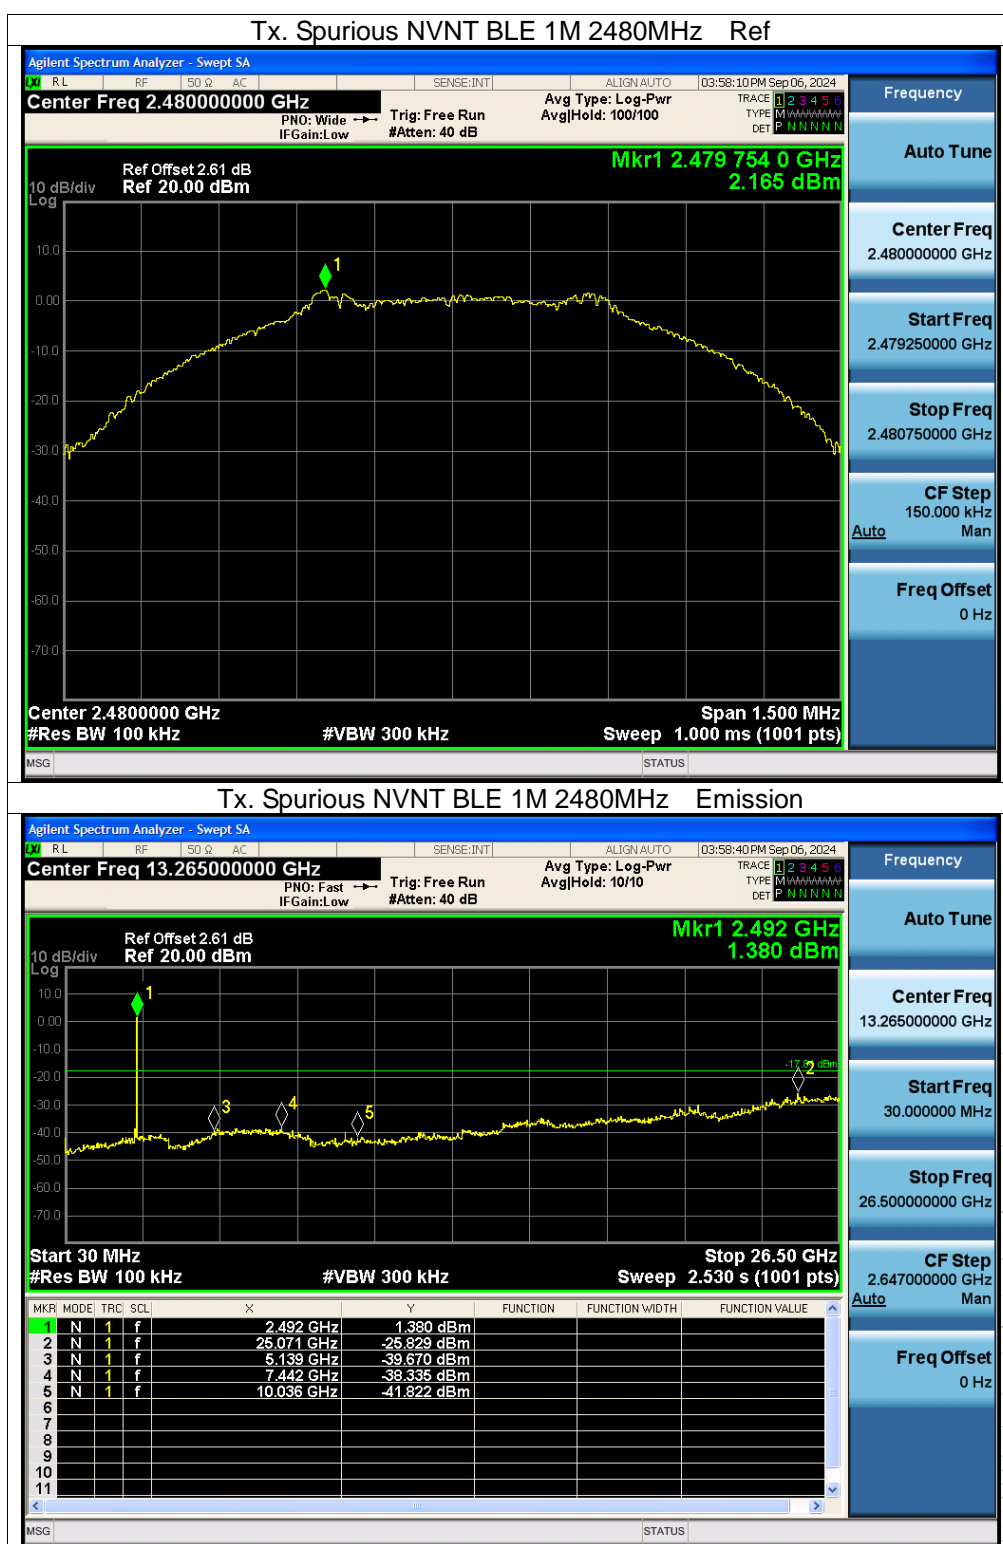 Tx. Spurious NVNT BLE 1M 2480MHz Ref
Agilent Spectrum Analyzer - Swept SA
LXI RL RF 50 Ω AC SENSE:INT ALIGN AUTO 03:58:10 PM Sep 06, 2024
Center Freq 2.480000000 GHz Avg Type: Log-Pwr TRACE 1 2 3 4 5 6
PNO: Wide Trig: Free Run Avg|Hold: 100/100 TYPE M
IFGain:Low #Atten: 40 dB DET P N N N N N
Frequency
Auto Tune
Center Freq
2.480000000 GHz
Start Freq
2.479250000 GHz
Stop Freq
2.480750000 GHz
CF Step
150.000 kHz
Auto Man
Freq Offset
0 Hz
Mkr1 2.479 754 0 GHz
2.165 dBm
Ref Offset 2.61 dB
10 dB/div Ref 20.00 dBm
Log
1
10.0
0.00
-10.0
-20.0
-30.0
-40.0
-50.0
-60.0
-70.0
Center 2.4800000 GHz Span 1.500 MHz
#Res BW 100 kHz #VBW 300 kHz Sweep 1.000 ms (1001 pts)
MSG STATUS
Tx. Spurious NVNT BLE 1M 2480MHz Emission
Agilent Spectrum Analyzer - Swept SA
LXI RL RF 50 Ω AC SENSE:INT ALIGN AUTO 03:58:40 PM Sep 06, 2024
Center Freq 13.265000000 GHz Avg Type: Log-Pwr TRACE 1 2 3 4 5 6
PNO: Fast Trig: Free Run Avg|Hold: 10/10 TYPE M
IFGain:Low #Atten: 40 dB DET P N N N N N
Frequency
Auto Tune
Center Freq
13.265000000 GHz
Start Freq
30.000000 MHz
Stop Freq
26.500000000 GHz
CF Step
2.647000000 GHz
Auto Man
Freq Offset
0 Hz
Mkr1 2.492 GHz
1.380 dBm
Ref Offset 2.61 dB
10 dB/div Ref 20.00 dBm
Log
10.0
0.00
-10.0
-20.0
-30.0
-40.0
-50.0
-60.0
-70.0
1
2
3
4
5
Start 30 MHz Stop 26.50 GHz
#Res BW 100 kHz #VBW 300 kHz Sweep 2.530 s (1001 pts)
MKR MODE TRC SCL X Y FUNCTION FUNCTION WIDTH FUNCTION VALUE
1 N 1 f 2.492 GHz 1.380 dBm
2 N 1 f 25.071 GHz -25.829 dBm
3 N 1 f 5.139 GHz -39.670 dBm
4 N 1 f 7.442 GHz -38.335 dBm
5 N 1 f 10.036 GHz -41.822 dBm
6
7
8
9
10
11
MSG STATUS